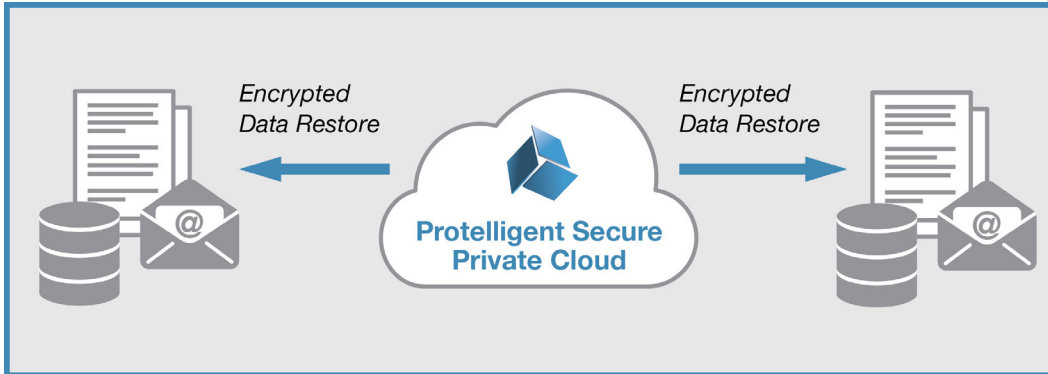 Encrypted
Data Restore
Encrypted
Data Restore
@
@
Protelligent Secure
Private Cloud